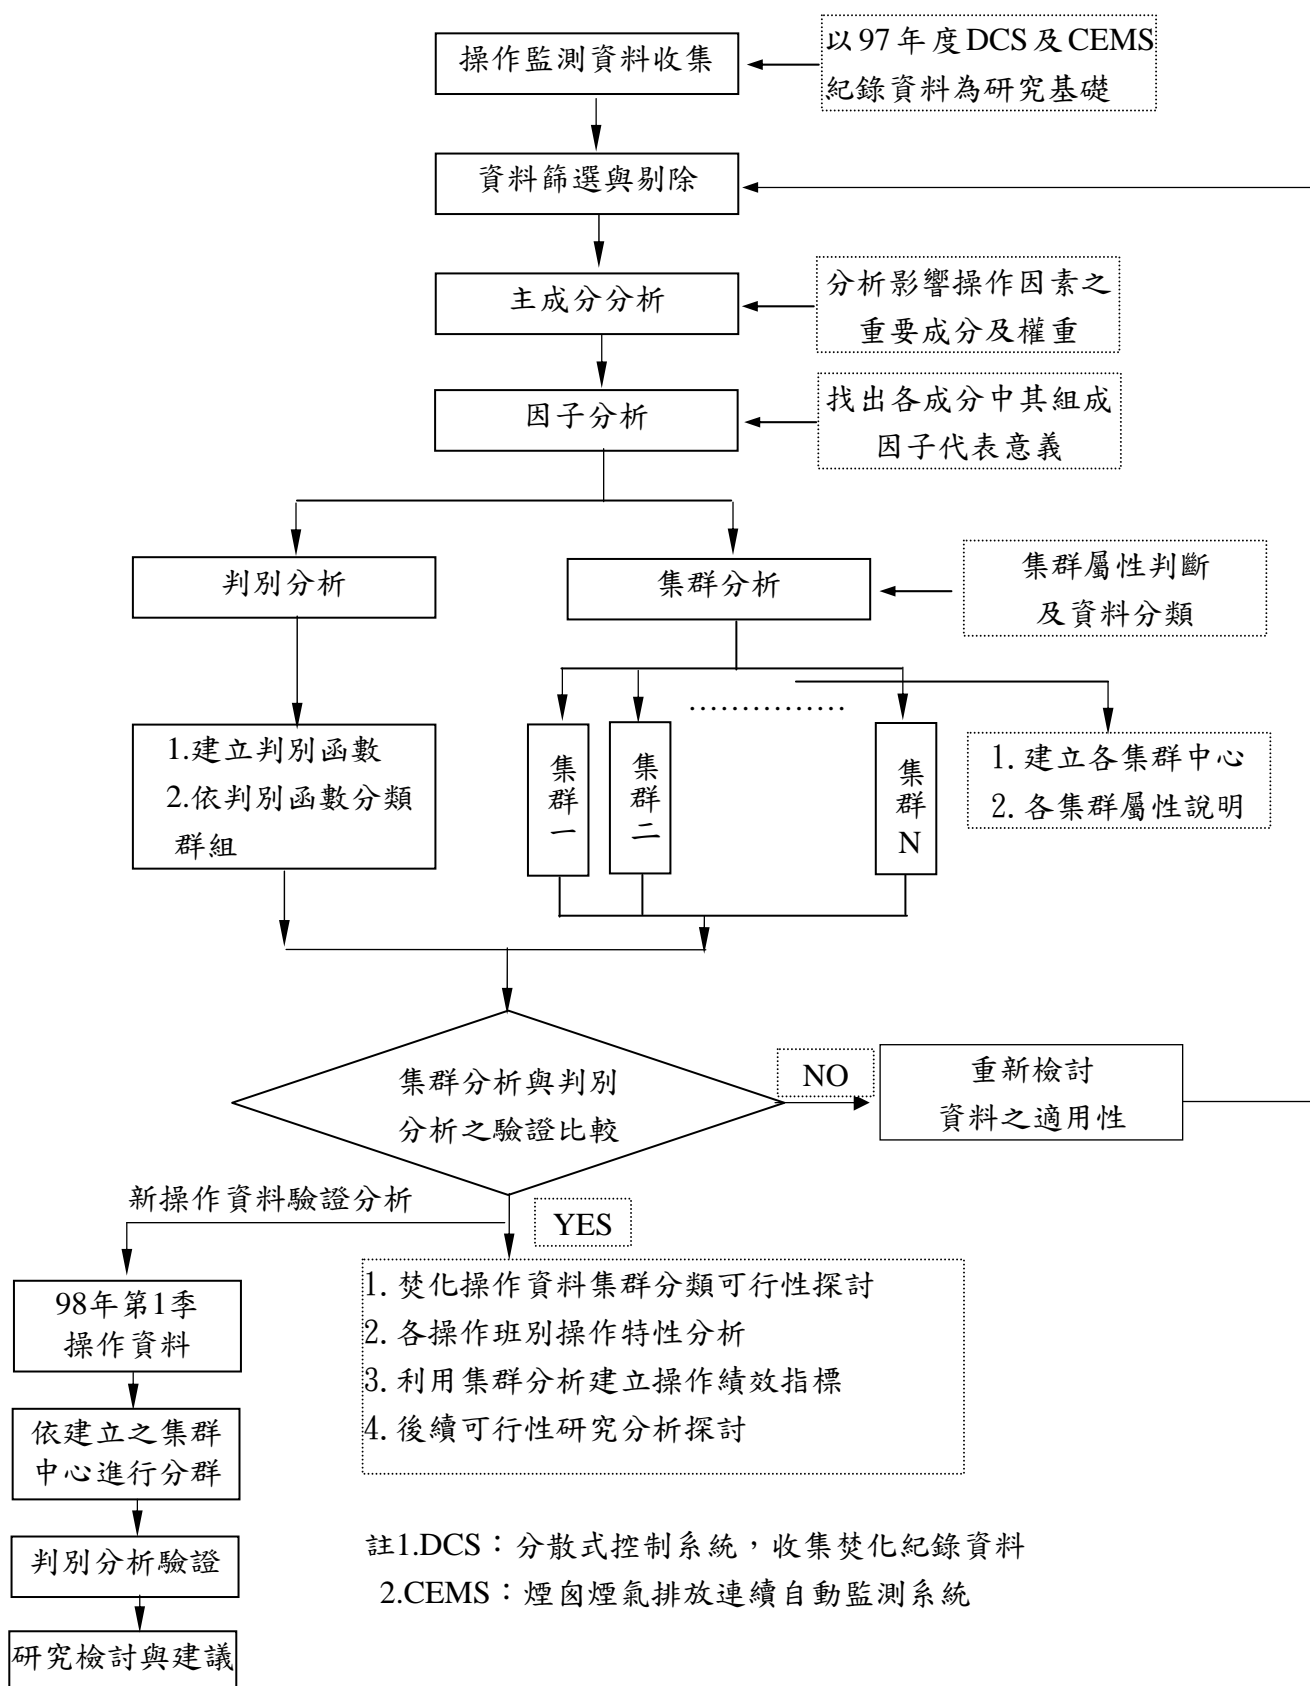 操作監測資料收集
以97年度DCS及CEMS
紀錄資料為研究基礎
資料篩選與剔除
主成分分析
分析影響操作因素之
重要成分及權重
因子分析
找出各成分中其組成
因子代表意義
判別分析
集群分析
集群屬性判斷
及資料分類
1.建立判別函數
2.依判別函數分類
群組
集群一
集群二
...............
集群N
1.建立各集群中心
2.各集群屬性說明
集群分析與判別
分析之驗證比較
NO
重新檢討
資料之適用性
新操作資料驗證分析
YES
98年第1季
操作資料
依建立之集群
中心進行分群
判別分析驗證
研究檢討與建議
1.焚化操作資料集群分類可行性探討
2.各操作班別操作特性分析
3.利用集群分析建立操作績效指標
4.後續可行性研究分析探討
註1.DCS：分散式控制系統，收集焚化紀錄資料
2.CEMS：煙囪煙氣排放連續自動監測系統